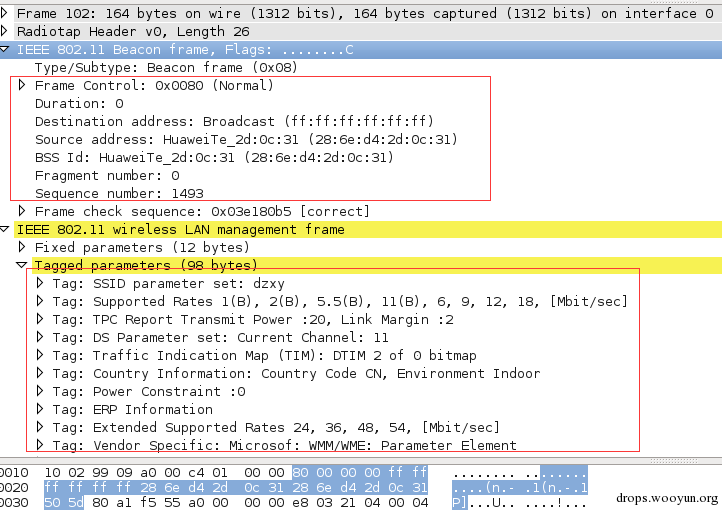 Frame 102: 164 bytes on wire (1312 bits), 164 bytes captured (1312 bits) on interface 0
Radiotap Header v0, Length 26
IEEE 802.11 Beacon frame, Flags: ........C
Type/Subtype: Beacon frame (0x08)
Frame Control: 0x0080 (Normal)
Duration: 0
Destination address: Broadcast (ff:ff:ff:ff:ff:ff)
Source address: HuaweiTe_2d:0c:31 (28:6e:d4:2d:0c:31)
BSS Id: HuaweiTe_2d:0c:31 (28:6e:d4:2d:0c:31)
Fragment number: 0
Sequence number: 1493
Frame check sequence: 0x03e180b5 [correct]
IEEE 802.11 wireless LAN management frame
Fixed parameters (12 bytes)
Tagged parameters (98 bytes)
Tag: SSID parameter set: dzxy
Tag: Supported Rates 1(B), 2(B), 5.5(B), 11(B), 6, 9, 12, 18, [Mbit/sec]
Tag: TPC Report Transmit Power :20, Link Margin :2
Tag: DS Parameter set: Current Channel: 11
Tag: Traffic Indication Map (TIM): DTIM 2 of 0 bitmap
Tag: Country Information: Country Code CN, Environment Indoor
Tag: Power Constraint :0
Tag: ERP Information
Tag: Extended Supported Rates 24, 36, 48, 54, [Mbit/sec]
Tag: Vendor Specific: Microsof: WMM/WME: Parameter Element
0010 10 02 99 09 a0 00 c4 01 00 00 80 00 00 00 ff ff ........ ........
0020 ff ff ff ff 28 6e d4 2d 0c 31 28 6e d4 2d 0c 31 ....(n.- .1(n.-.1
0030 50 5d 80 a1 f5 55 a0 00 00 00 e8 03 21 04 00 04 P]...U.. ....!...
drops.wooyun.org